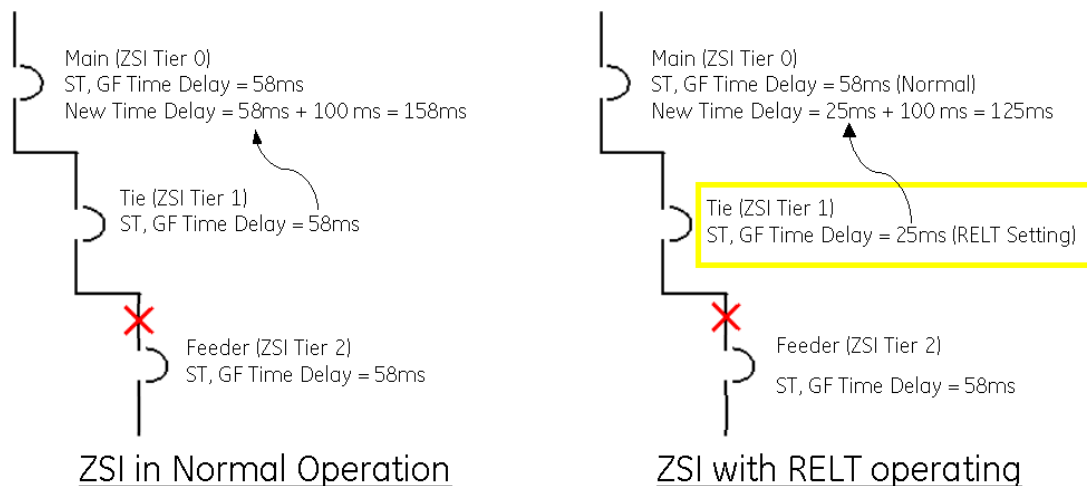 Main (ZSI Tier 0)
ST, GF Time Delay = 58ms
New Time Delay = 58ms + 100 ms = 158ms
Tie (ZSI Tier 1)
ST, GF Time Delay = 58ms
Feeder (ZSI Tier 2)
ST, GF Time Delay = 58ms
ZSI in Normal Operation
Main (ZSI Tier 0)
ST, GF Time Delay = 58ms (Normal)
New Time Delay = 25ms + 100 ms = 125ms
Tie (ZSI Tier 1)
ST, GF Time Delay = 25ms (RELT Setting)
Feeder (ZSI Tier 2)
ST, GF Time Delay = 58ms
ZSI with RELT operating